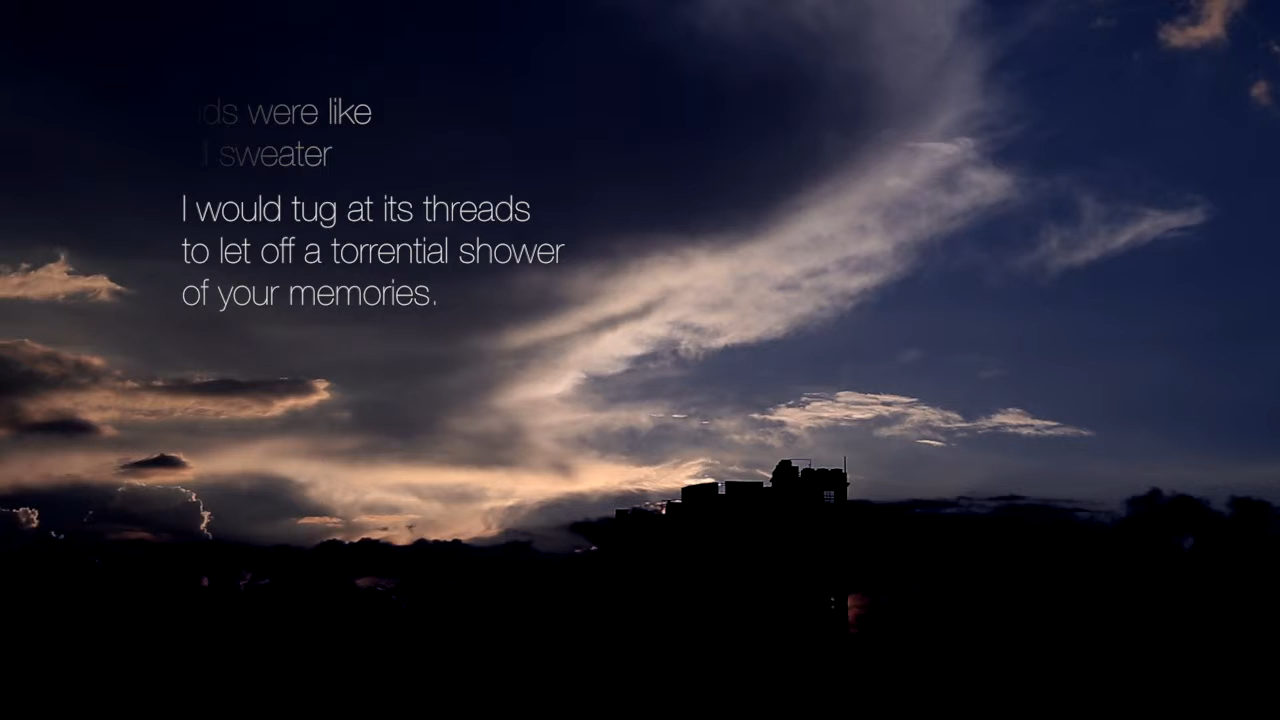 were like
sweater
I would tug at its threads
to let off a torrential shower
of your memories.